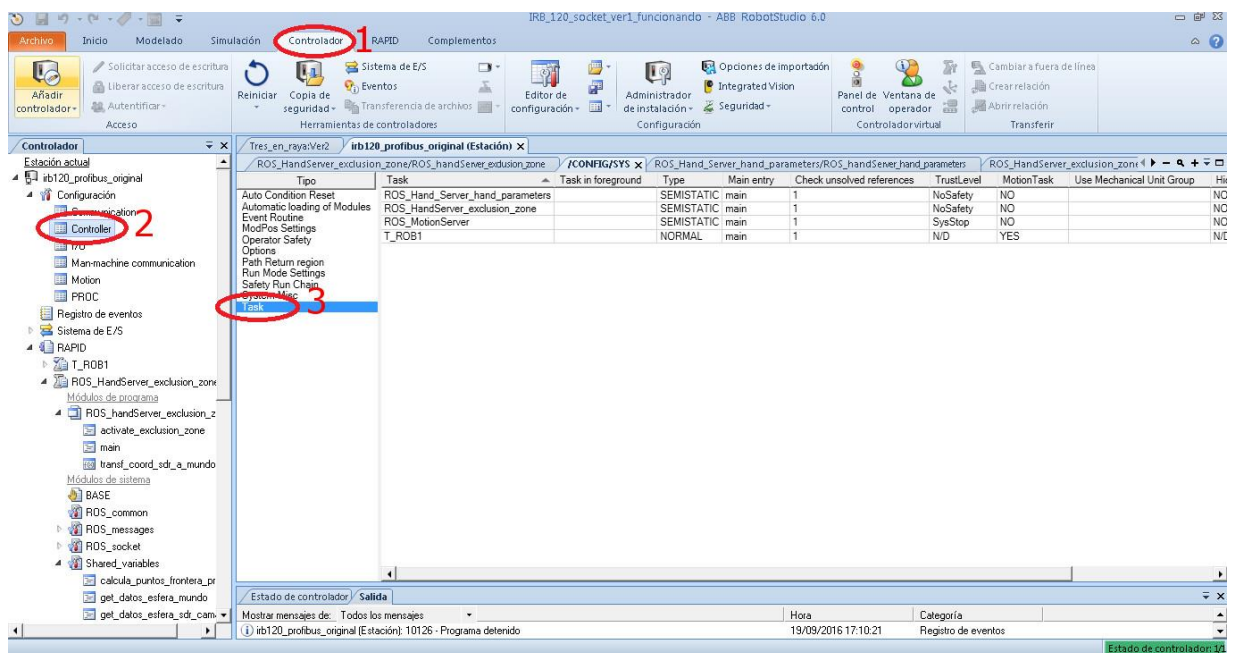 IRB_120_socket_ver1_funcionando - ABB RobotStudio 6.0
Archivo Inicio Modelado Simulación Controlador 1 RAPID Complementos
Añadir controlador
Solicitar acceso de escritura
Liberar acceso de escritura
Autentificar
Acceso
Reiniciar
Copia de seguridad
Sistema de E/S
Eventos
Transferencia de archivos
Herramientas de controladores
Editor de configuración
Administrador de instalación
Opciones de importación
Integrated Vision
Seguridad
Configuración
Panel de control
Ventana de operador
Controlador virtual
Cambiar a fuera de línea
Crear relación
Abrir relación
Transferir
Controlador
Estación actual
irb120_profibus_original
Configuración
Communication
Controller 2
I/O
Man-machine communication
Motion
PROC
Registro de eventos
Sistema de E/S
RAPID
T_ROB1
ROS_HandServer_exclusion_zone
Módulos de programa
ROS_handServer_exclusion_z
activate_exclusion_zone
main
transf_coord_sdr_a_mundo
Módulos de sistema
BASE
ROS_common
ROS_messages
ROS_socket
Shared_variables
calcula_puntos_frontera_pr
get_datos_esfera_mundo
get_datos_esfera_sdr_cam
Tres_en_raya:Ver2 irb120_profibus_original (Estación) X
ROS_HandServer_exclusion_zone/ROS_handServer_exclusion_zone /CONFIG/SYS X ROS_Hand_Server_hand_parameters/ROS_handServer_hand_parameters ROS_HandServer_exclusion_zon
Tipo
Auto Condition Reset
Automatic loading of Modules
Event Routine
ModPos Settings
Operator Safety
Options
Path Return region
Run Mode Settings
Safety Run Chain
System Misc
Task 3
Task Task in foreground Type Main entry Check unsolved references TrustLevel MotionTask Use Mechanical Unit Group Hi
ROS_Hand_Server_hand_parameters SEMISTATIC main 1 NoSafety NO NO
ROS_HandServer_exclusion_zone SEMISTATIC main 1 NoSafety NO NO
ROS_MotionServer SEMISTATIC main 1 SysStop NO NO
T_ROB1 NORMAL main 1 N/D YES N/D
Estado de controlador Salida
Mostrar mensajes de: Todos los mensajes Hora Categoría
irb120_profibus_original (Estación): 10126 - Programa detenido 19/09/2016 17:10:21 Registro de eventos
Estado de controlador: 1/1